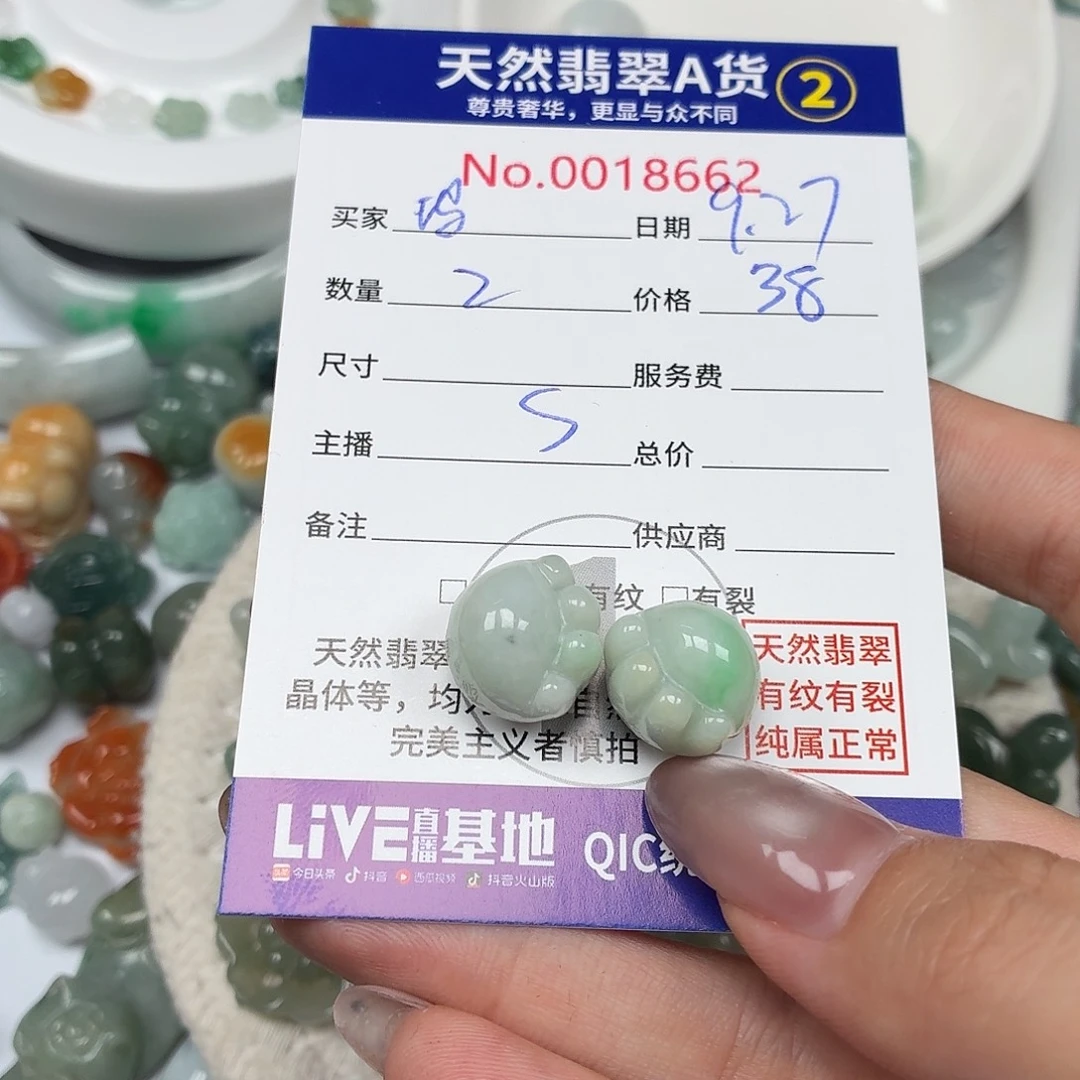 天然翡翠A货 2
尊贵奢华，更显与众不同
No.0018662
买家 日期 9.27
数量 2 价格 38
尺寸 服务费
主播 S 总价
备注 供应商
□ 有纹 □有裂
天然翡翠
晶体等，均
完美主义者慎拍
天然翡翠
有纹有裂
纯属正常
LiVE直播基地 QIC
今日头条 抖音 西瓜视频 抖音火山版